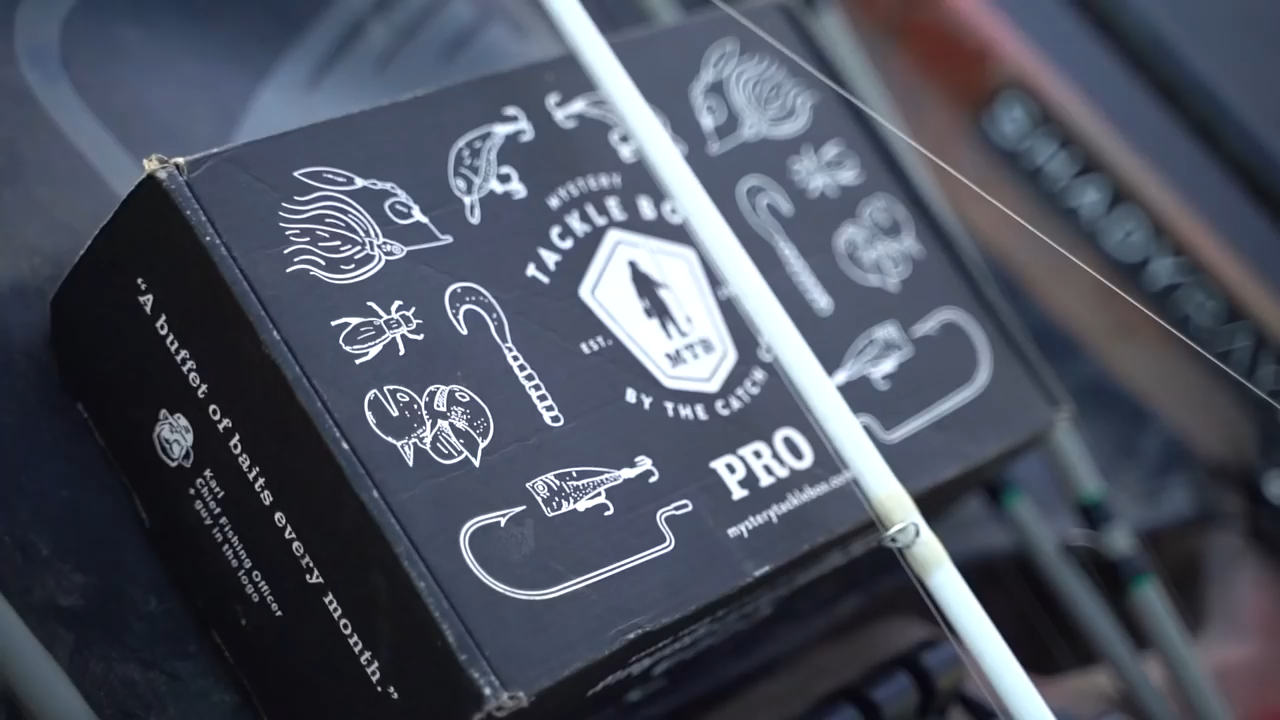 MYSTERY
TACKLE BO
EST.
MTB
BY THE CATCH
PRO
mysterytacklebox.com
“A buffet of baits every month.”
Karl
Chief Fishing Officer
+ guy in the logo